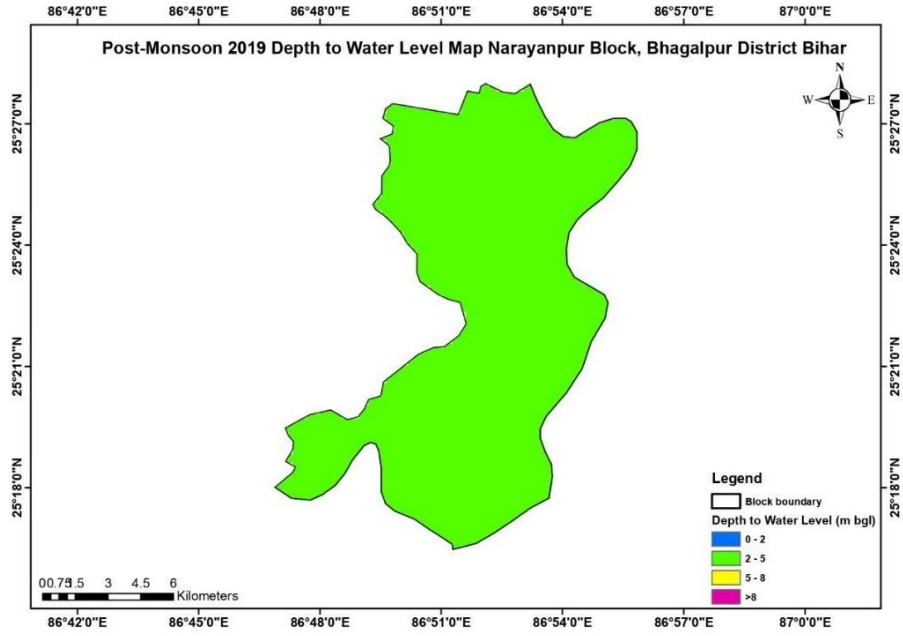 86°42'0"E 86°45'0"E 86°48'0"E 86°51'0"E 86°54'0"E 86°57'0"E 87°0'0"E
Post-Monsoon 2019 Depth to Water Level Map Narayanpur Block, Bhagalpur District Bihar
N
W E
S
25°27'0"N 25°27'0"N
25°24'0"N 25°24'0"N
25°21'0"N 25°21'0"N
25°18'0"N 25°18'0"N
Legend
Block boundary
Depth to Water Level (m bgl)
0 - 2
2 - 5
5 - 8
>8
0 0.75 1.5 3 4.5 6
Kilometers
86°42'0"E 86°45'0"E 86°48'0"E 86°51'0"E 86°54'0"E 86°57'0"E 87°0'0"E